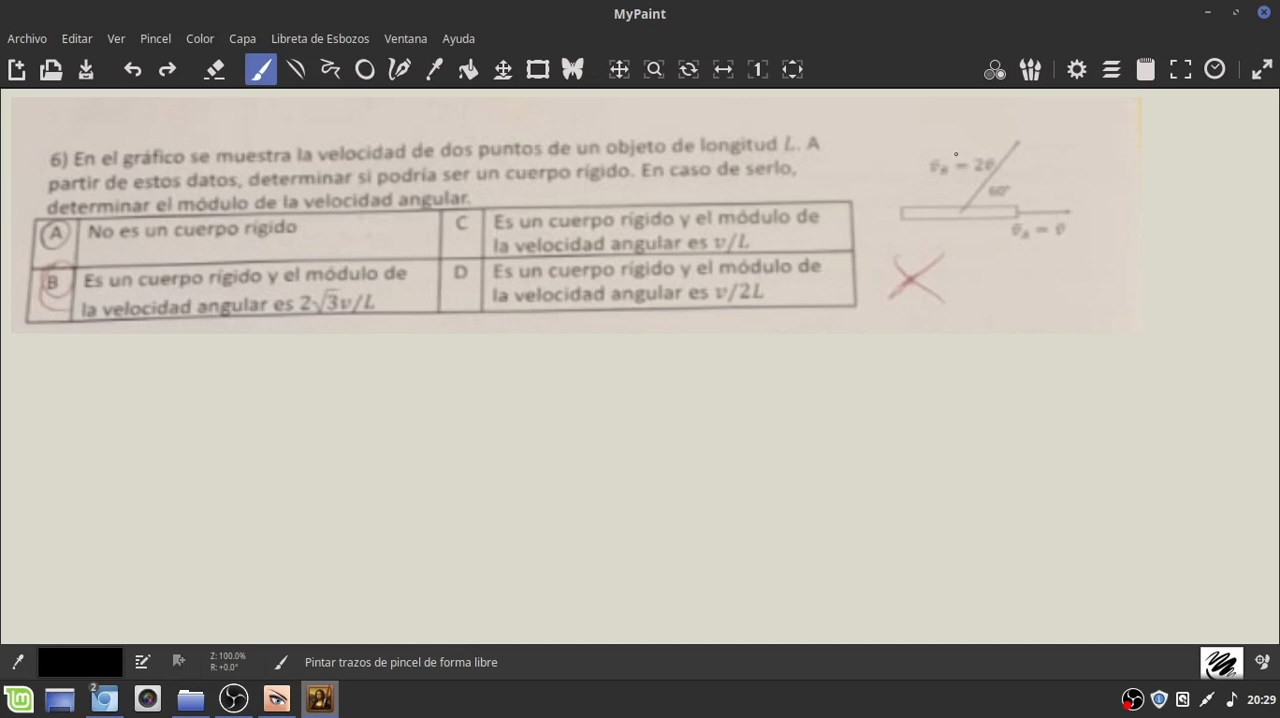 MyPaint
Archivo Editar Ver Pincel Color Capa Libreta de Esbozos Ventana Ayuda
6) En el gráfico se muestra la velocidad de dos puntos de un objeto de longitud L. A
partir de estos datos, determinar si podría ser un cuerpo rígido. En caso de serlo,
determinar el módulo de la velocidad angular.
A No es un cuerpo rígido
B Es un cuerpo rígido y el módulo de
la velocidad angular es 2√3v/L
C Es un cuerpo rígido y el módulo de
la velocidad angular es v/L
D Es un cuerpo rígido y el módulo de
la velocidad angular es v/2L
v̄_B = 2v̄
60°
v̄_A = v̄
Z: 100.0%
R: +0.0°
Pintar trazos de pincel de forma libre
2
20:29